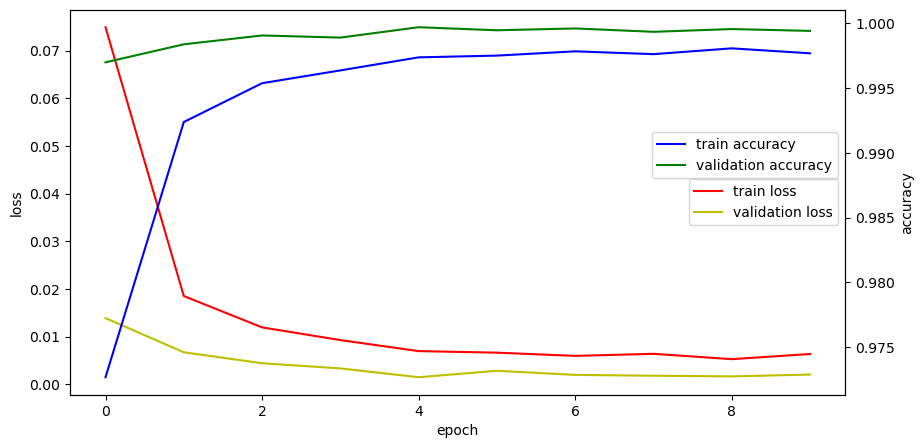 0.07
0.06
0.05
0.04
0.03
0.02
0.01
0.00
loss
0
2
4
6
8
epoch
1.000
0.995
0.990
0.985
0.980
0.975
accuracy
train accuracy
validation accuracy
train loss
validation loss